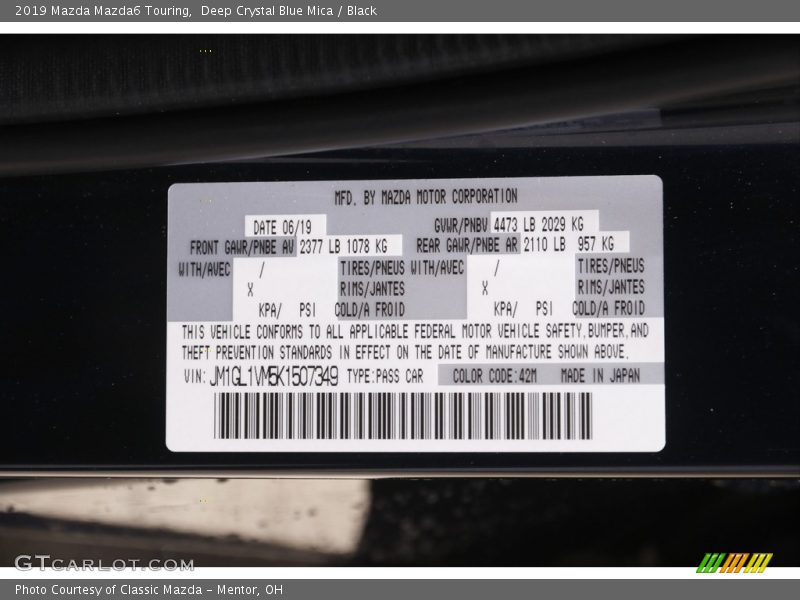 2019 Mazda Mazda6 Touring, Deep Crystal Blue Mica / Black
MFD. BY MAZDA MOTOR CORPORATION
DATE 06/19 GVWR/PNBV 4473 LB 2029 KG
FRONT GAWR/PNBE AV 2377 LB 1078 KG REAR GAWR/PNBE AR 2110 LB 957 KG
WITH/AVEC / TIRES/PNEUS WITH/AVEC / TIRES/PNEUS
X RIMS/JANTES X RIMS/JANTES
KPA/ PSI COLD/A FROID KPA/ PSI COLD/A FROID
THIS VEHICLE CONFORMS TO ALL APPLICABLE FEDERAL MOTOR VEHICLE SAFETY,BUMPER,AND
THEFT PREVENTION STANDARDS IN EFFECT ON THE DATE OF MANUFACTURE SHOWN ABOVE.
VIN: JM1GL1VM5K1507349 TYPE:PASS CAR COLOR CODE:42M MADE IN JAPAN
GTCARLOT.COM
Photo Courtesy of Classic Mazda - Mentor, OH